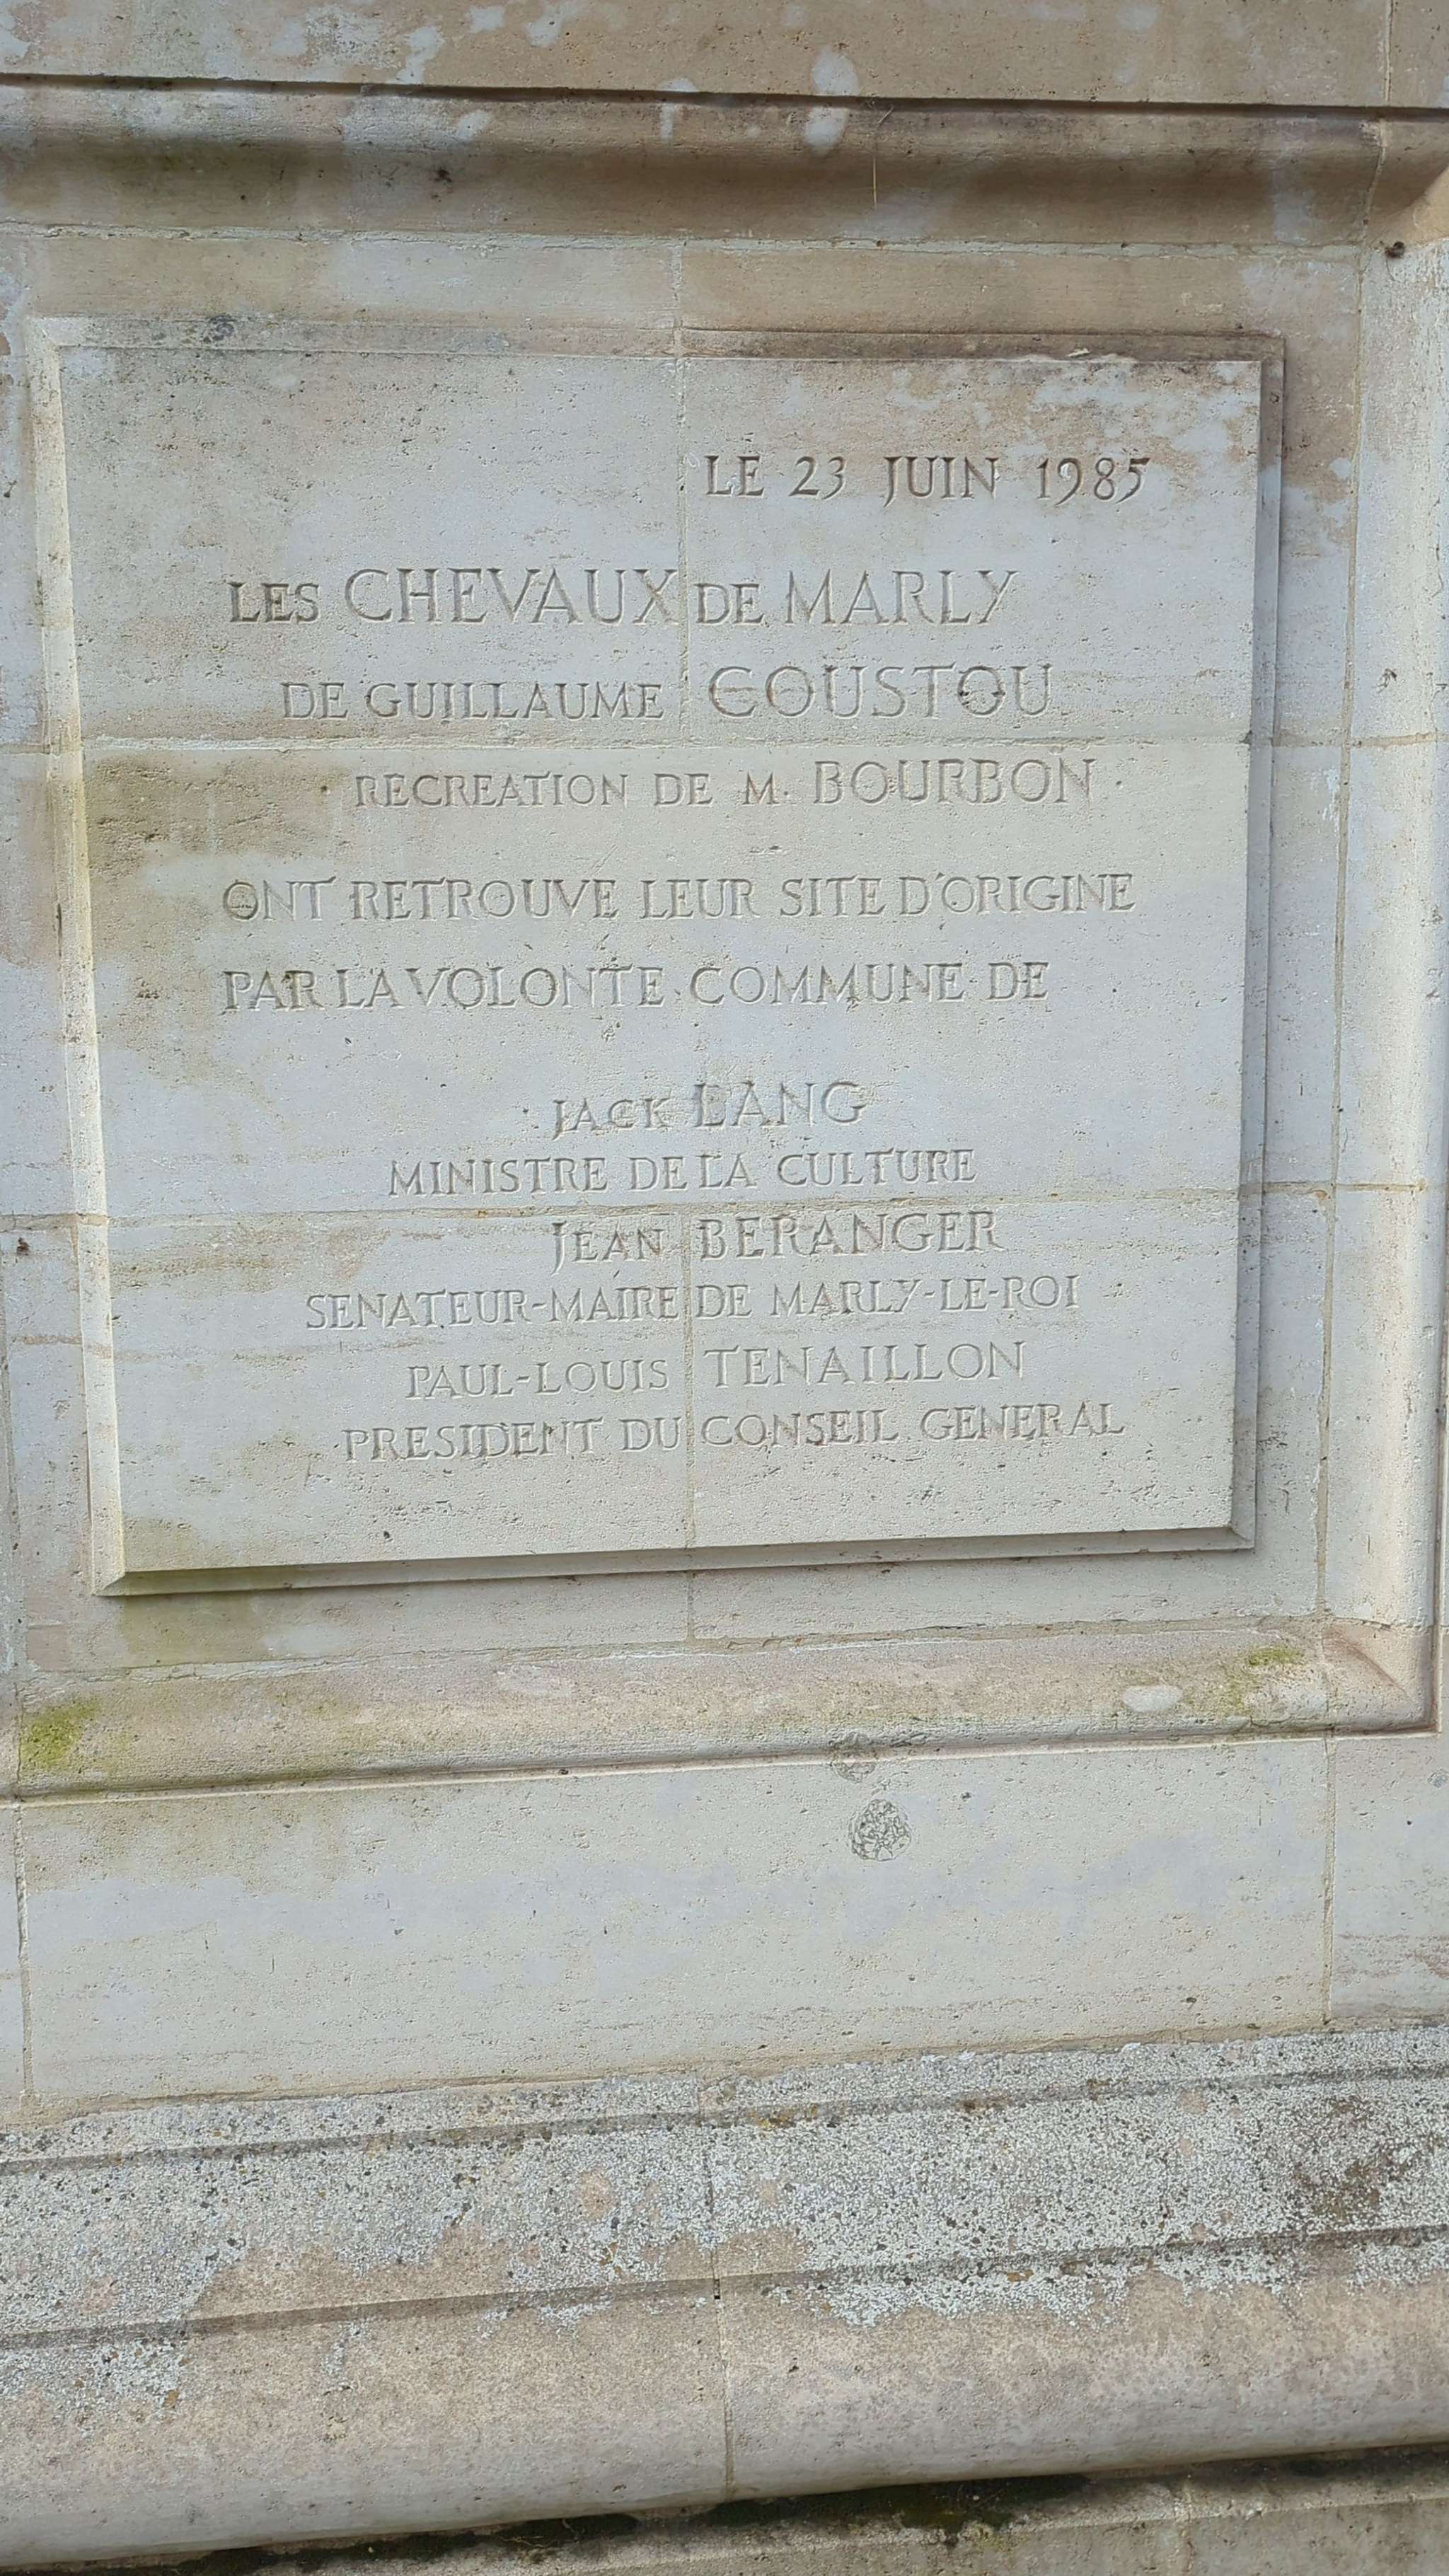 LE 23 JUIN 1985
LES CHEVAUX DE MARLY
DE GUILLAUME COUSTOU
RECREATION DE M. BOURBON
ONT RETROUVE LEUR SITE D'ORIGINE
PAR LA VOLONTE COMMUNE DE
JACK LANG
MINISTRE DE LA CULTURE
JEAN BERANGER
SENATEUR-MAIRE DE MARLY-LE-ROI
PAUL-LOUIS TENAILLON
PRESIDENT DU CONSEIL GENERAL